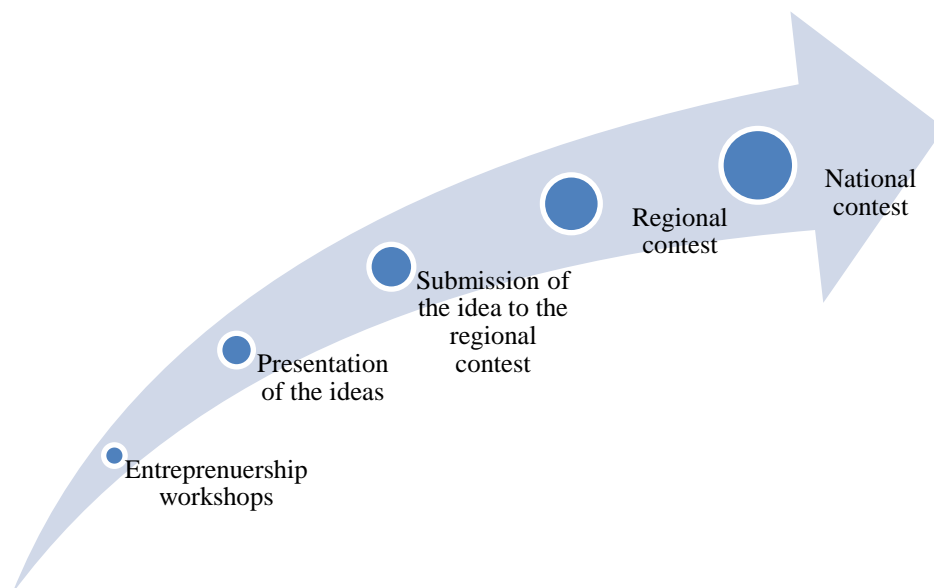 Entreprenuership
workshops
Presentation
of the ideas
Submission of
the idea to the
regional
contest
Regional
contest
National
contest